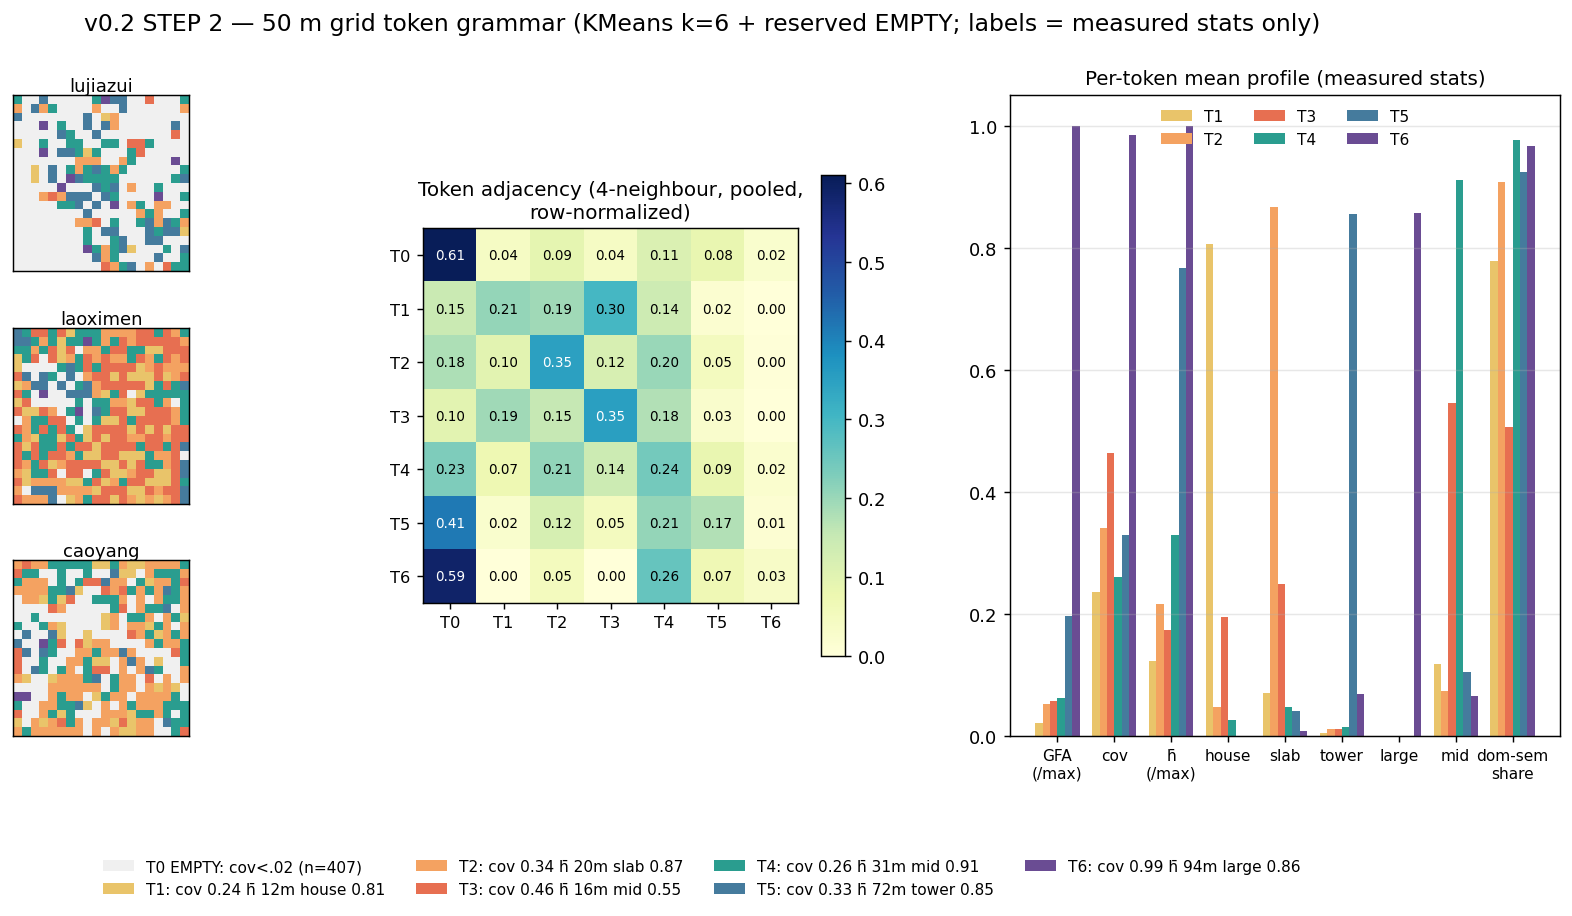 v0.2 STEP 2 — 50 m grid token grammar (KMeans k=6 + reserved EMPTY; labels = measured stats only)
lujiazui
laoximen
caoyang
Token adjacency (4-neighbour, pooled,
row-normalized)
T0 0.61 0.04 0.09 0.04 0.11 0.08 0.02
T1 0.15 0.21 0.19 0.30 0.14 0.02 0.00
T2 0.18 0.10 0.35 0.12 0.20 0.05 0.00
T3 0.10 0.19 0.15 0.35 0.18 0.03 0.00
T4 0.23 0.07 0.21 0.14 0.24 0.09 0.02
T5 0.41 0.02 0.12 0.05 0.21 0.17 0.01
T6 0.59 0.00 0.05 0.00 0.26 0.07 0.03
T0 T1 T2 T3 T4 T5 T6
0.6
0.5
0.4
0.3
0.2
0.1
0.0
Per-token mean profile (measured stats)
T1 T3 T5
T2 T4 T6
1.0
0.8
0.6
0.4
0.2
0.0
GFA cov h̄ house slab tower large mid dom-sem
(/max) (/max) share
T0 EMPTY: cov<.02 (n=407) T2: cov 0.34 h̄ 20m slab 0.87 T4: cov 0.26 h̄ 31m mid 0.91 T6: cov 0.99 h̄ 94m large 0.86
T1: cov 0.24 h̄ 12m house 0.81 T3: cov 0.46 h̄ 16m mid 0.55 T5: cov 0.33 h̄ 72m tower 0.85